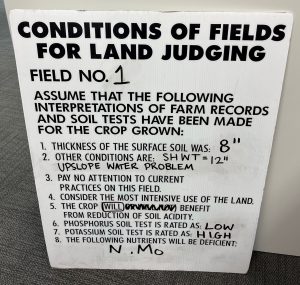 CONDITIONS OF FIELDS
FOR LAND JUDGING
FIELD NO. 1
ASSUME THAT THE FOLLOWING
INTERPRETATIONS OF FARM RECORDS
AND SOIL TESTS HAVE BEEN MADE
FOR THE CROP GROWN:
1. THICKNESS OF THE SURFACE SOIL WAS: 8"
2. OTHER CONDITIONS ARE: SHWT = 12"
UPSLOPE WATER PROBLEM
3. PAY NO ATTENTION TO CURRENT
PRACTICES ON THIS FIELD.
4. CONSIDER THE MOST INTENSIVE USE OF THE LAND.
5. THE CROP WILL BENEFIT
FROM REDUCTION OF SOIL ACIDITY.
6. PHOSPHORUS SOIL TEST IS RATED AS: LOW
7. POTASSIUM SOIL TEST IS RATED AS: HIGH
8. THE FOLLOWING NUTRIENTS WILL BE DEFICIENT:
N, Mo